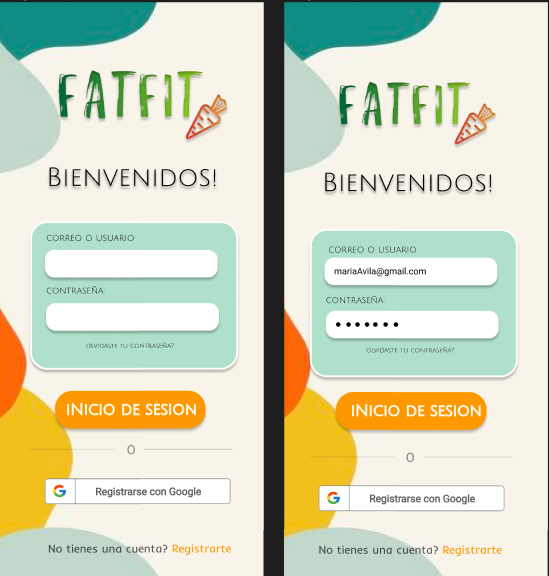 FATFIT
BIENVENIDOS!
CORREO O USUARIO
CONTRASEÑA:
OLVIDASTE TU CONTRASEÑA?
INICIO DE SESION
O
G Registrarse con Google
No tienes una cuenta? Registrarte
FATFIT
BIENVENIDOS!
CORREO O USUARIO
mariaAvila@gmail.com
CONTRASEÑA:
•••••••
OLVIDASTE TU CONTRASEÑA?
INICIO DE SESION
O
G Registrarse con Google
No tienes una cuenta? Registrarte